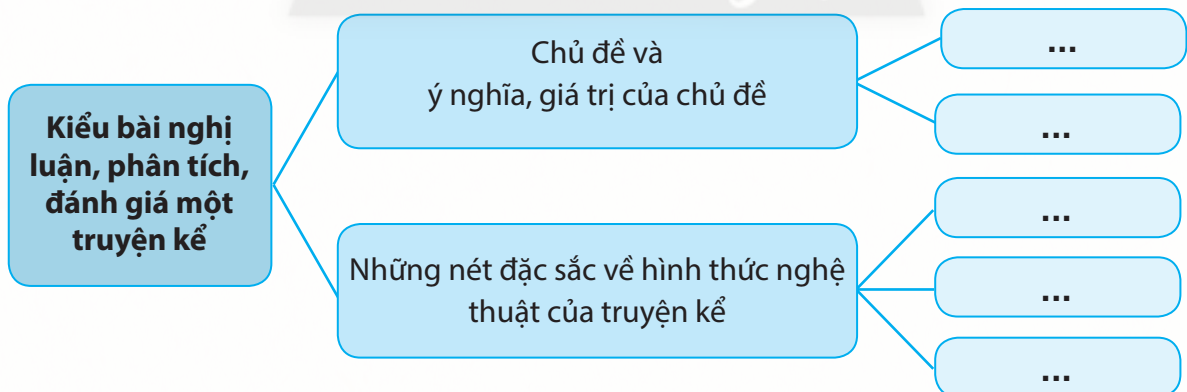 Kiểu bài nghị
luận, phân tích,
đánh giá một
truyện kể
Chủ đề và
ý nghĩa, giá trị của chủ đề
...
...
Những nét đặc sắc về hình thức nghệ
thuật của truyện kể
...
...
...